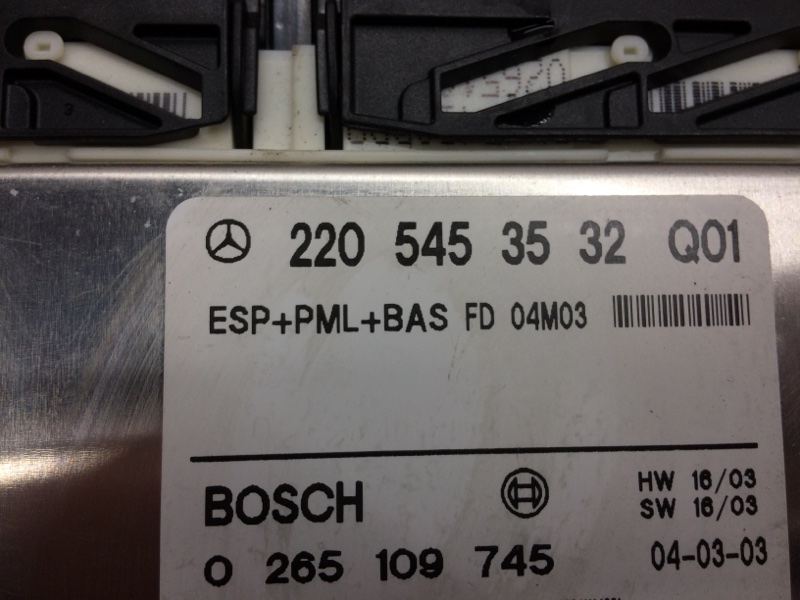 220 545 35 32 Q01
ESP+PML+BAS FD 04M03
BOSCH
HW 16/03
SW 16/03
0 265 109 745
04-03-03